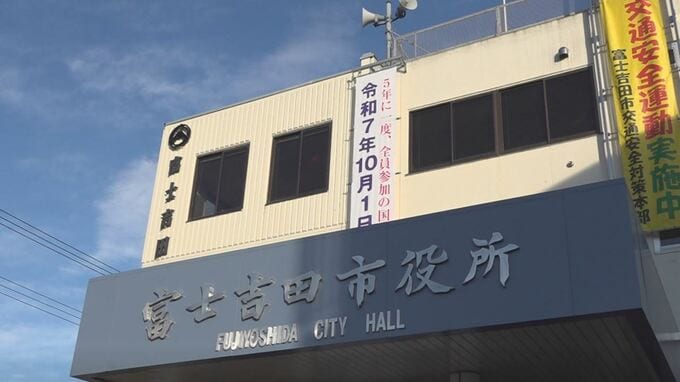 交通安全運動実施中
富士吉田市交通安全対策本部
5年に一度、全員参加の国
令和7年10月1日
富士吉田
富士吉田市役所
FUJIYOSHIDA CITY HALL